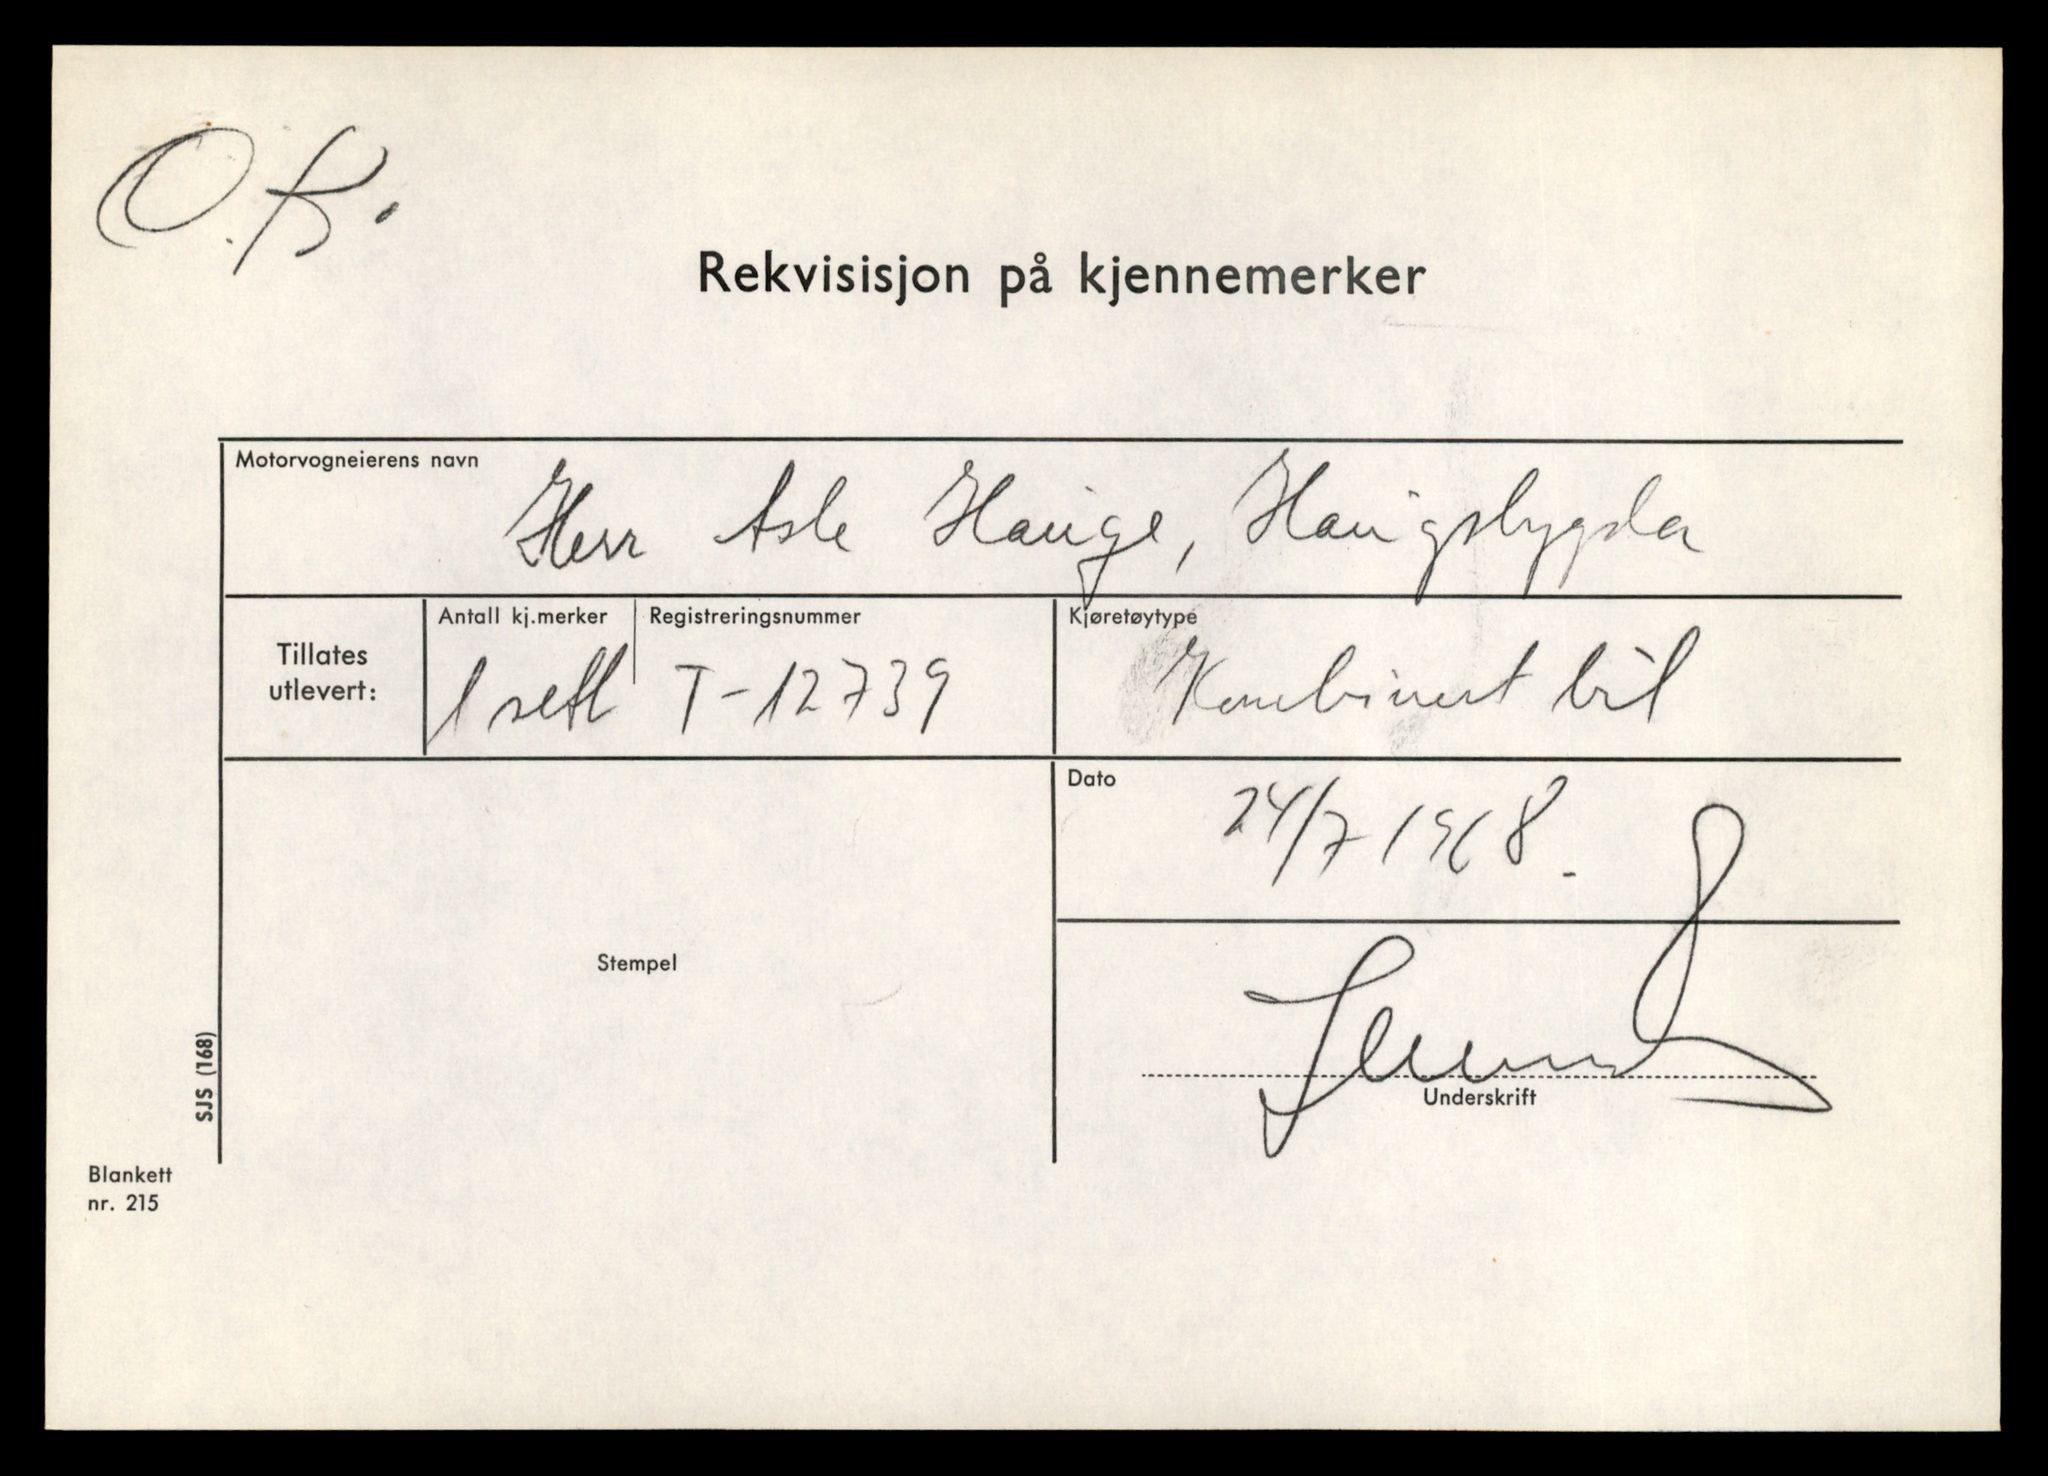 O.K.
Rekvisisjon på kjennemerker
Motorvogneierens navn
Herr Asle Hauge, Haugsbygda
Tillates
utlevert:
Antall kj.merker
1 sett
Registreringsnummer
T-12739
Kjøretøytype
Kombinert bil
Dato
24/7 1968.-
Stempel
Underskrift
SJS (168)
Blankett
nr. 215